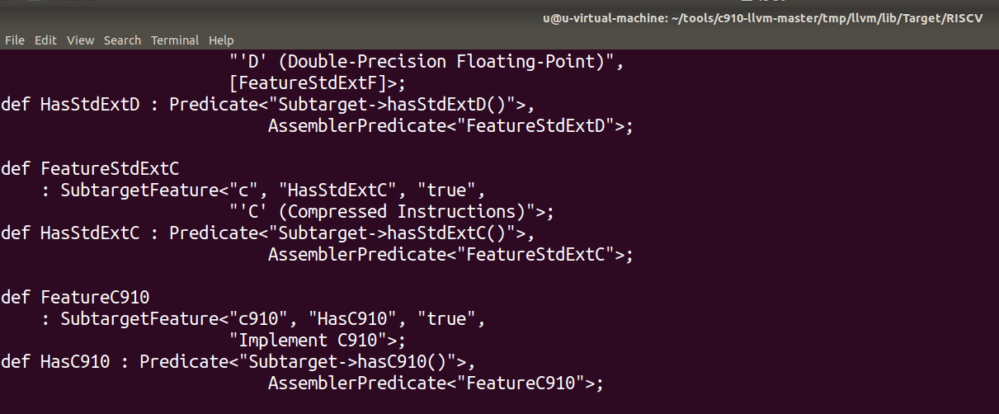 u@u-virtual-machine: ~/tools/c910-llvm-master/tmp/llvm/lib/Target/RISCV
File Edit View Search Terminal Help
                       "'D' (Double-Precision Floating-Point)",
                       [FeatureStdExtF]>;
def HasStdExtD : Predicate<"Subtarget->hasStdExtD()">,
                           AssemblerPredicate<"FeatureStdExtD">;
def FeatureStdExtC
    : SubtargetFeature<"c", "HasStdExtC", "true",
                       "'C' (Compressed Instructions)">;
def HasStdExtC : Predicate<"Subtarget->hasStdExtC()">,
                           AssemblerPredicate<"FeatureStdExtC">;
def FeatureC910
    : SubtargetFeature<"c910", "HasC910", "true",
                       "Implement C910">;
def HasC910 : Predicate<"Subtarget->hasC910()">,
                           AssemblerPredicate<"FeatureC910">;